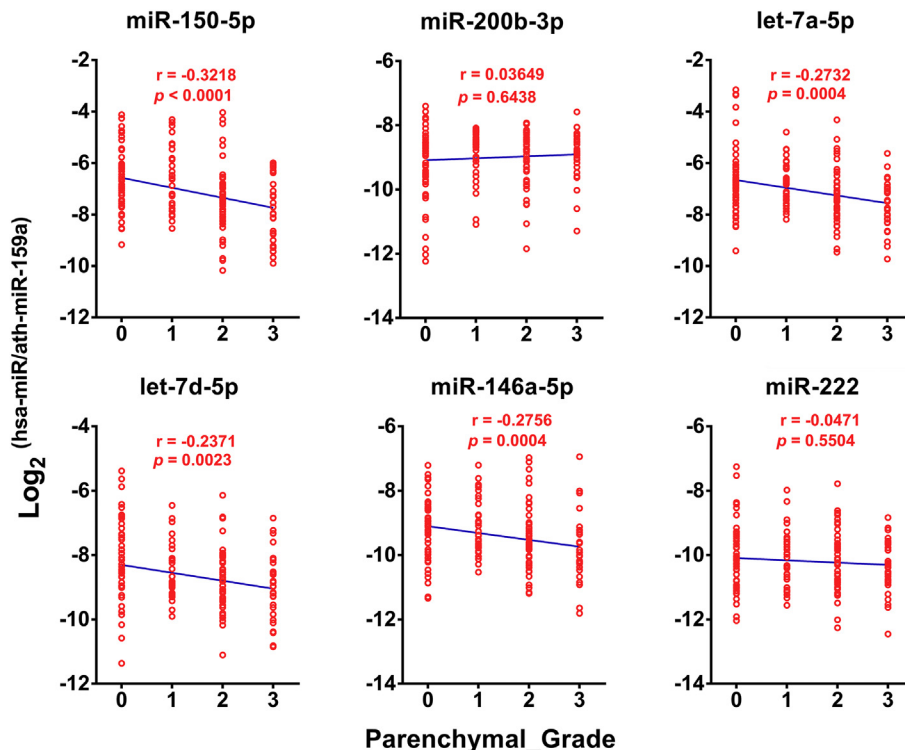 miR-150-5p
miR-200b-3p
let-7a-5p
r = -0.3218
p < 0.0001
r = 0.03649
p = 0.6438
r = -0.2732
p = 0.0004
-2
-4
-6
-8
-10
-12
0 1 2 3
-6
-8
-10
-12
-14
0 1 2 3
-2
-4
-6
-8
-10
-12
0 1 2 3
let-7d-5p
miR-146a-5p
miR-222
r = -0.2371
p = 0.0023
r = -0.2756
p = 0.0004
r = -0.0471
p = 0.5504
-4
-6
-8
-10
-12
0 1 2 3
-6
-8
-10
-12
-14
0 1 2 3
-6
-8
-10
-12
-14
0 1 2 3
Log2 (hsa-miR/ath-miR-159a)
Parenchymal_Grade